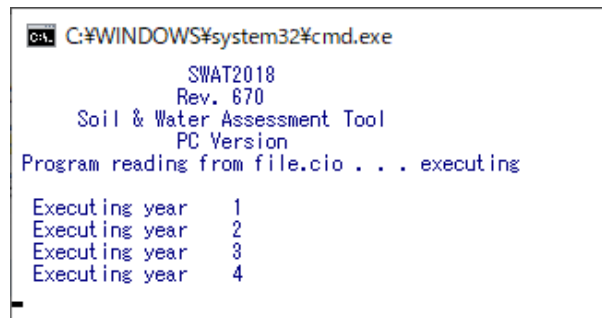 C:¥WINDOWS¥system32¥cmd.exe
SWAT2018
Rev. 670
Soil & Water Assessment Tool
PC Version
Program reading from file.cio . . . executing
Executing year 1
Executing year 2
Executing year 3
Executing year 4